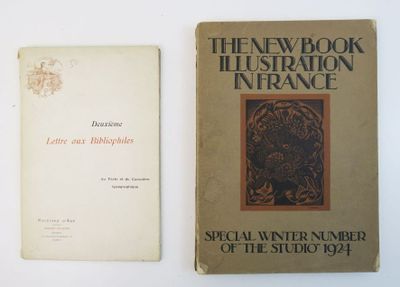 Deuxième
Lettre aux Bibliophiles
THE NEW BOOK
ILLUSTRATION
IN FRANCE
SPECIAL WINTER NUMBER
OF "THE STUDIO" 1924